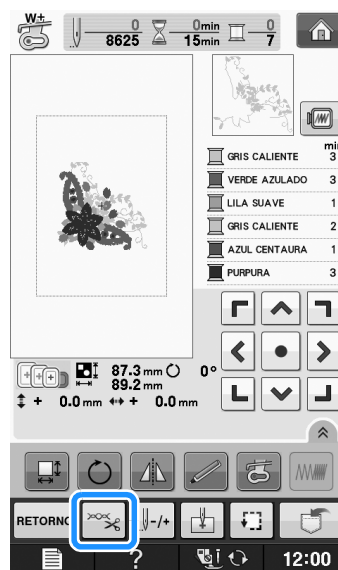 W+
0
8625
0min
15min
0
7
min
GRIS CALIENTE 3
VERDE AZULADO 3
LILA SUAVE 1
GRIS CALIENTE 2
AZUL CENTAURA 1
PURPURA 3
87.3 mm 0°
89.2 mm
+ 0.0 mm + 0.0 mm
RETORNO -/+
? 12:00